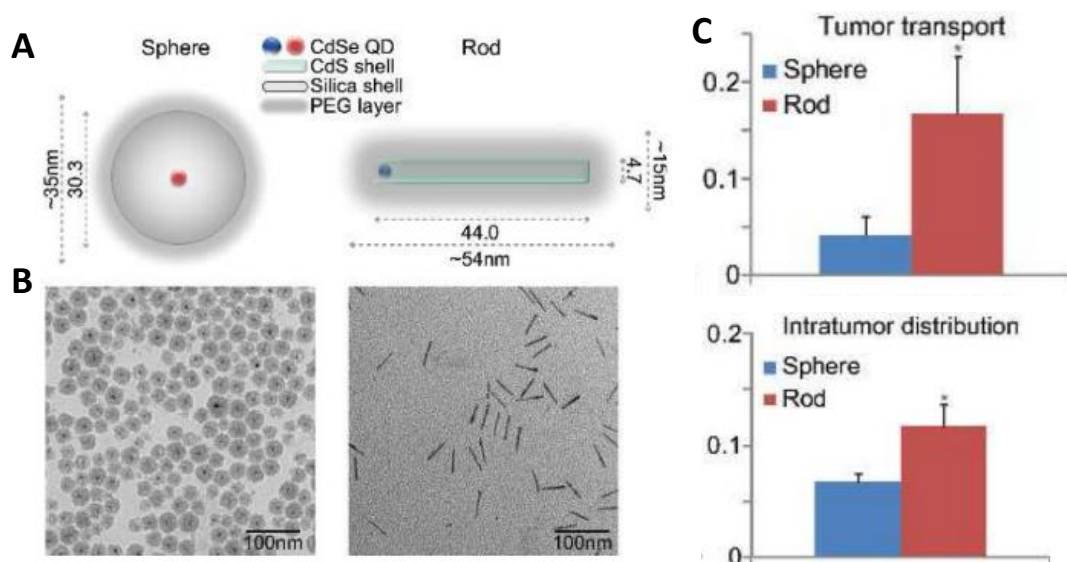 A
Sphere
CdSe QD
CdS shell
Silica shell
PEG layer
Rod
~35nm
30.3
44.0
~54nm
4.7
~15nm
B
100nm
100nm
C
Tumor transport
Sphere
Rod
*
0.2
0.1
0
Intratumor distribution
Sphere
Rod
*
0.2
0.1
0